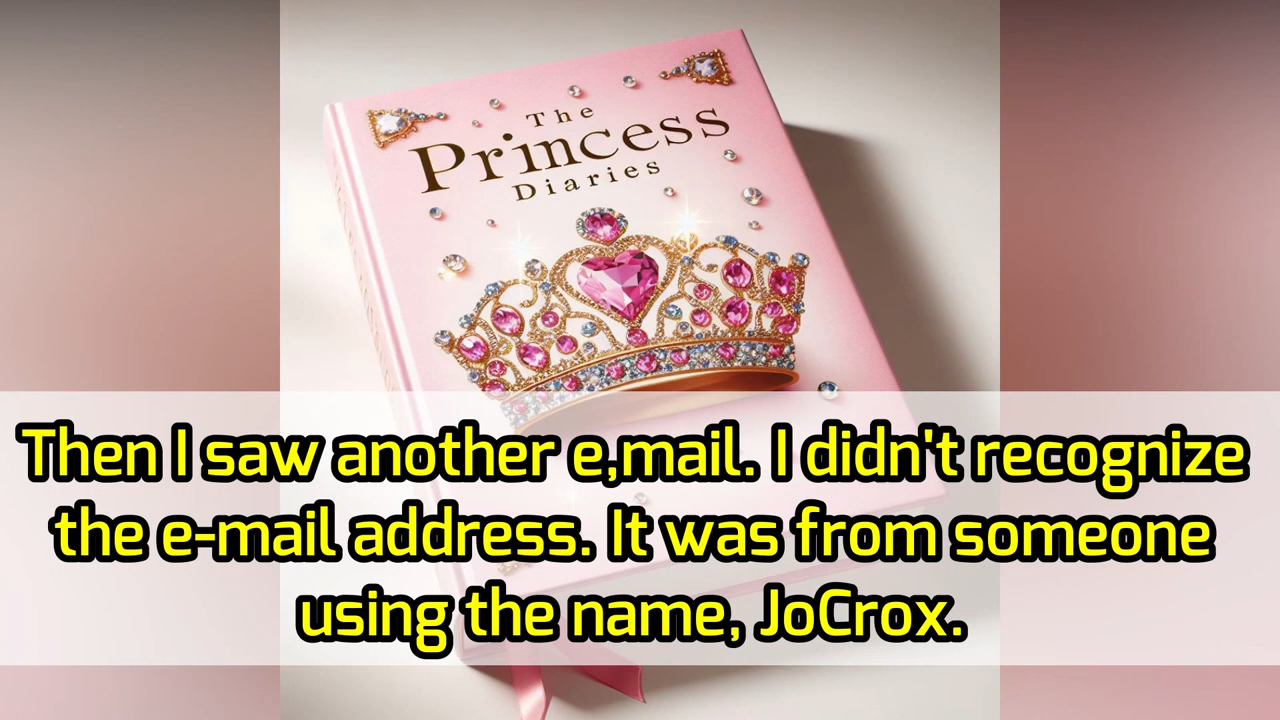 The
Princess
Diaries
Then I saw another e,mail. I didn't recognize
the e-mail address. It was from someone
using the name, JoCrox.